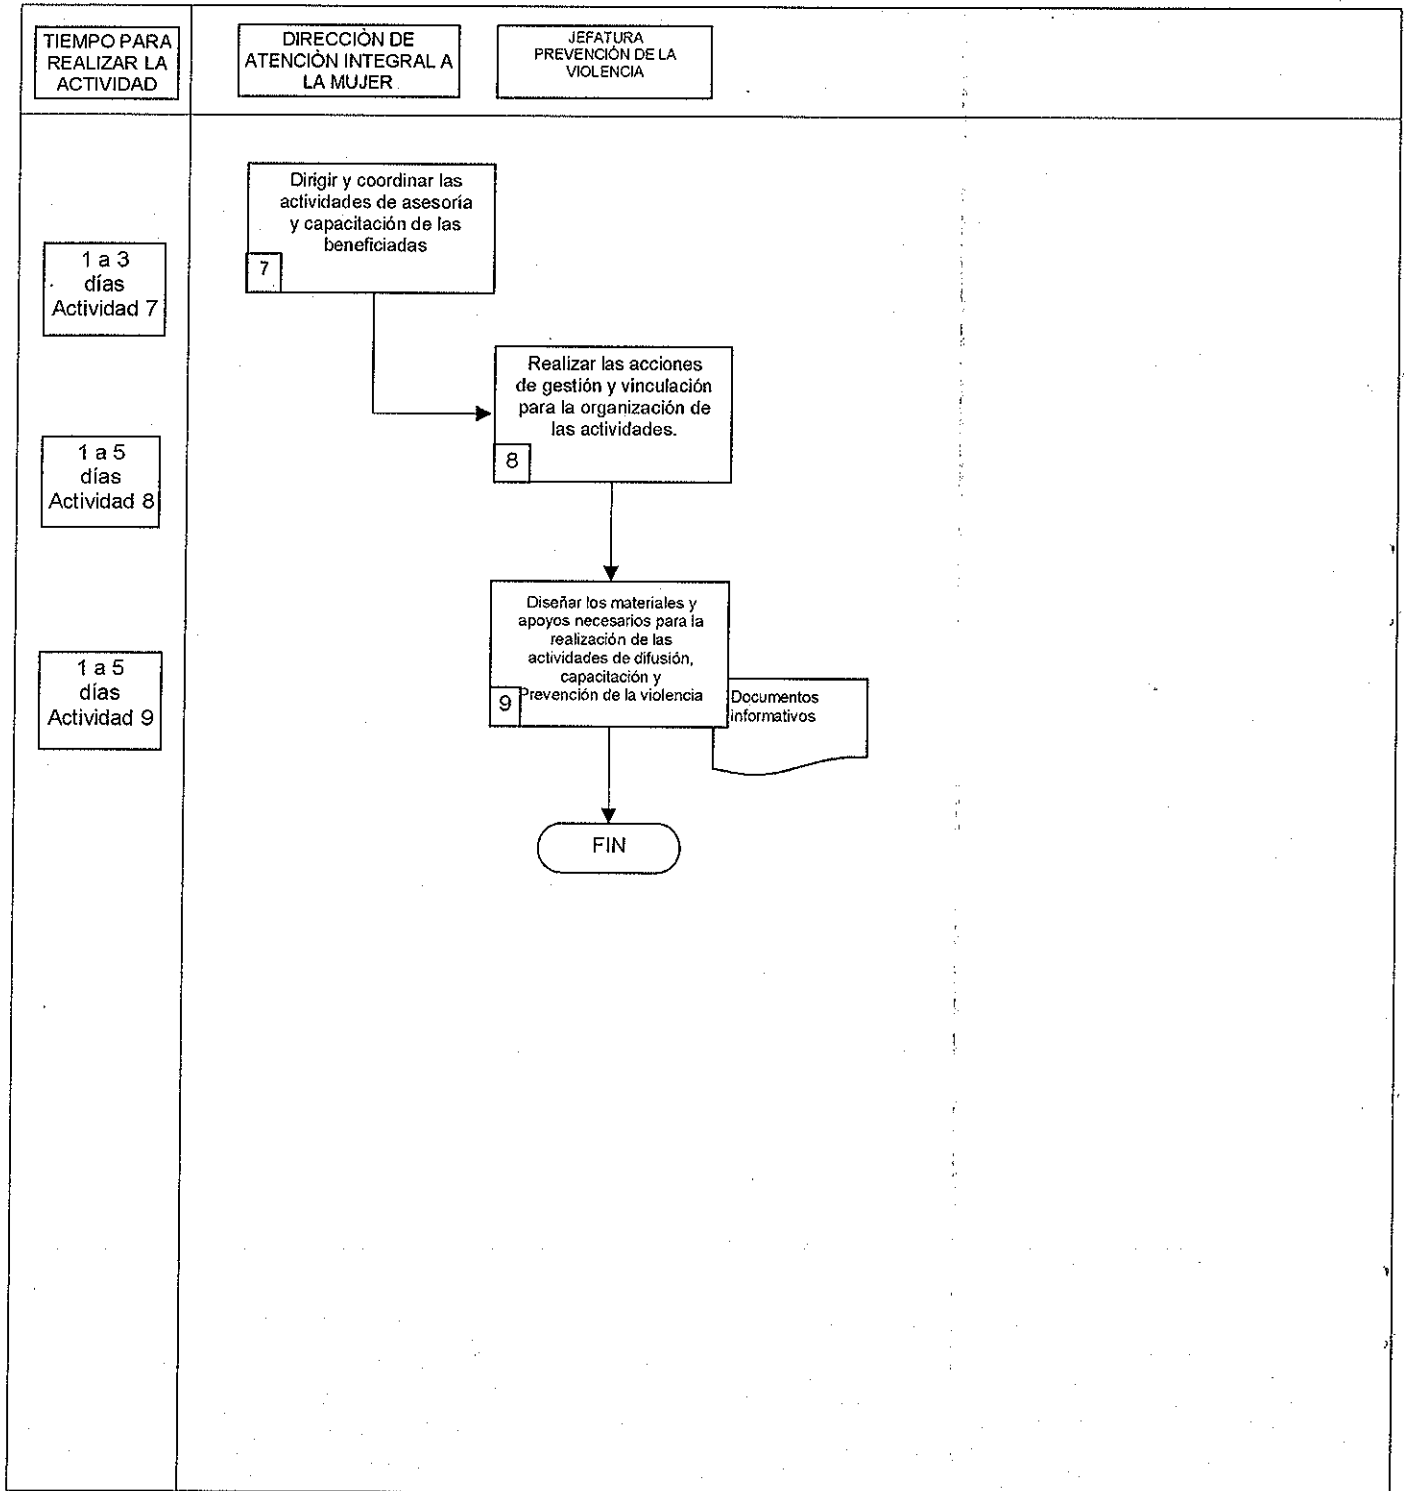 TIEMPO PARA
REALIZAR LA
ACTIVIDAD
DIRECCIÒN DE
ATENCIÒN INTEGRAL A
LA MUJER
JEFATURA
PREVENCIÓN DE LA
VIOLENCIA
Dirigir y coordinar las
actividades de asesoría
y capacitación de las
beneficiadas
7
1 a 3
días
Actividad 7
Realizar las acciones
de gestión y vinculación
para la organización de
las actividades.
8
1 a 5
días
Actividad 8
Diseñar los materiales y
apoyos necesarios para la
realización de las
actividades de difusión,
capacitación y
Prevención de la violencia
9
1 a 5
días
Actividad 9
Documentos
informativos
FIN